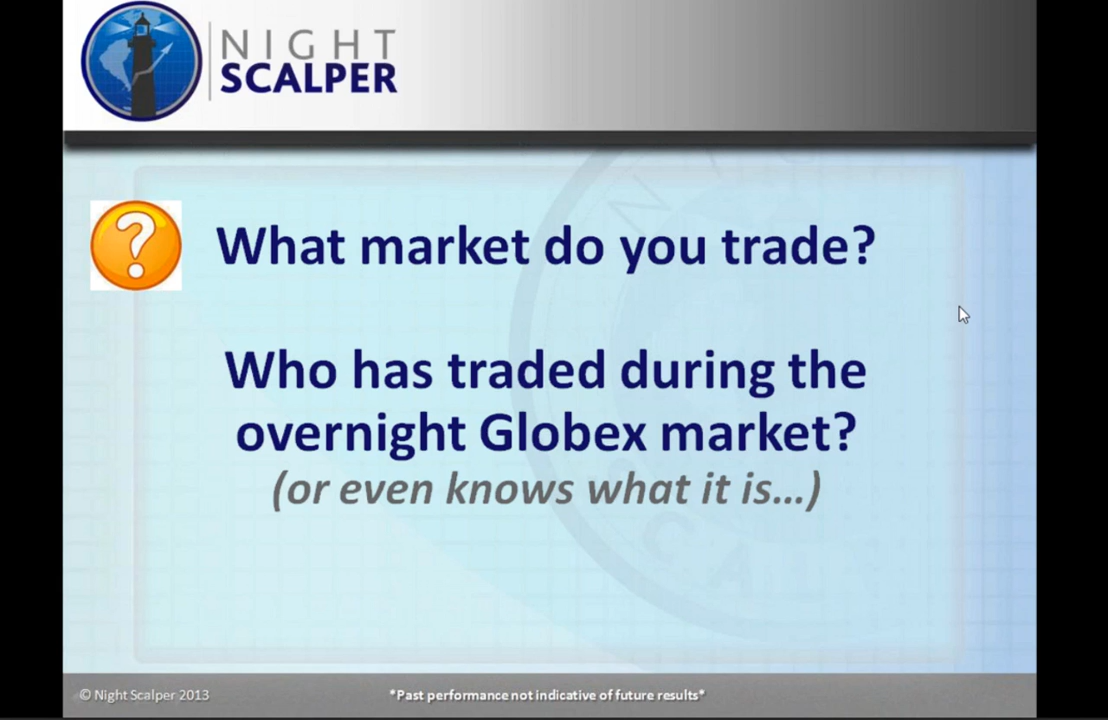 NIGHT
SCALPER
What market do you trade?
Who has traded during the
overnight Globex market?
(or even knows what it is...)
© Night Scalper 2013
*Past performance not indicative of future results*